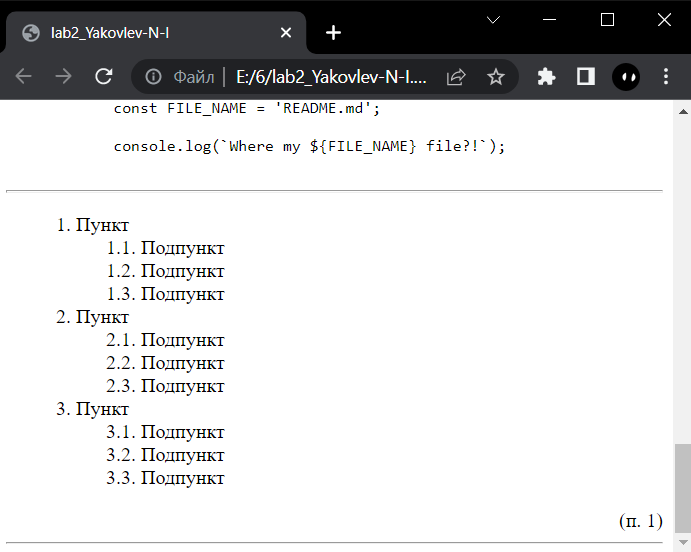 lab2_Yakovlev-N-I
Файл E:/6/lab2_Yakovlev-N-I....
const FILE_NAME = 'README.md';
console.log(`Where my ${FILE_NAME} file?!`);
1. Пункт
1.1. Подпункт
1.2. Подпункт
1.3. Подпункт
2. Пункт
2.1. Подпункт
2.2. Подпункт
2.3. Подпункт
3. Пункт
3.1. Подпункт
3.2. Подпункт
3.3. Подпункт
(п. 1)